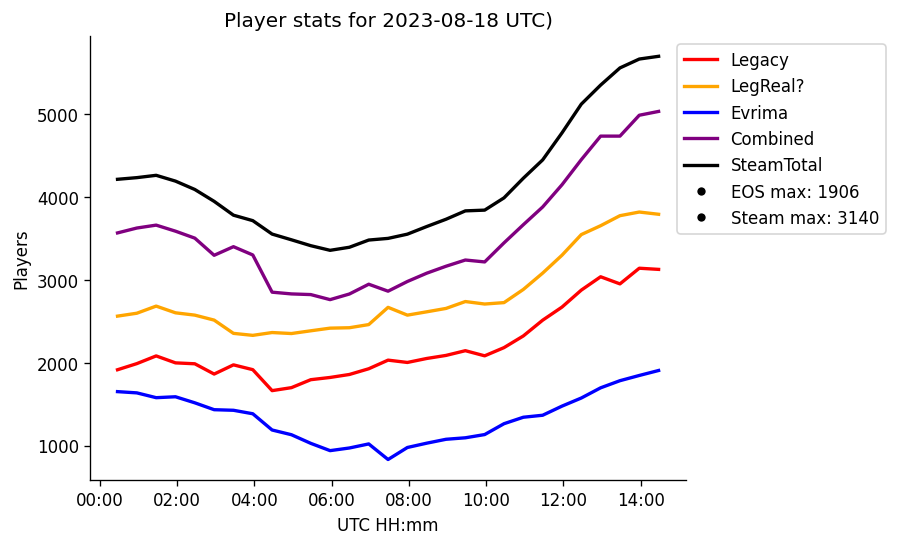 Player stats for 2023-08-18 UTC)
Legacy
LegReal?
Evrima
Combined
SteamTotal
EOS max: 1906
Steam max: 3140
Players
5000
4000
3000
2000
1000
00:00 02:00 04:00 06:00 08:00 10:00 12:00 14:00
UTC HH:mm